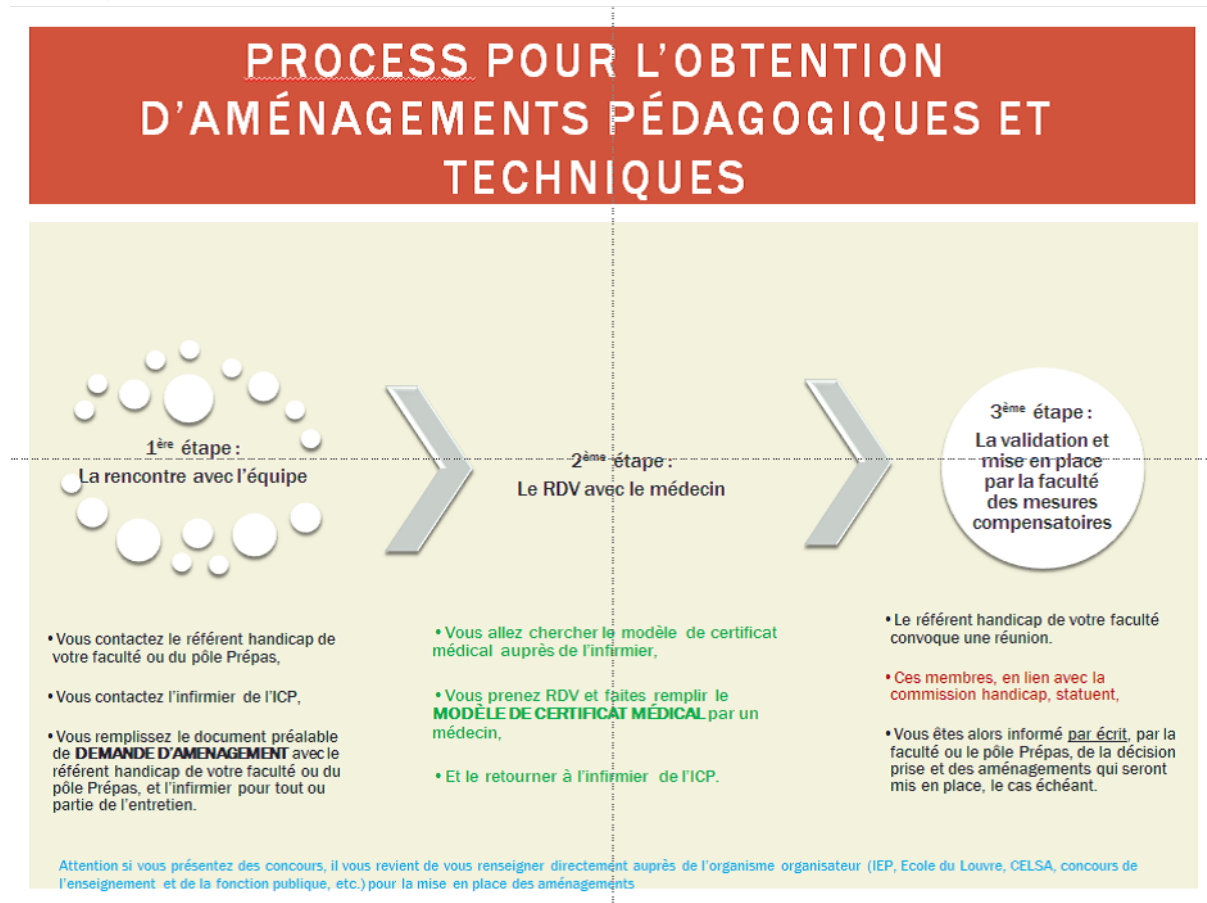 PROCESS POUR L'OBTENTION
D'AMÉNAGEMENTS PÉDAGOGIQUES ET
TECHNIQUES
1ère étape :
La rencontre avec l'équipe
2ème étape :
Le RDV avec le médecin
3ème étape :
La validation et
mise en place
par la faculté
des mesures
compensatoires
• Vous contactez le référent handicap de
votre faculté ou du pôle Prépas,
• Vous contactez l'infirmier de l'ICP,
• Vous remplissez le document préalable
de DEMANDE D'AMENAGEMENT avec le
référent handicap de votre faculté ou du
pôle Prépas, et l'infirmier pour tout ou
partie de l'entretien.
• Vous allez chercher le modèle de certificat
médical auprès de l'infirmier,
• Vous prenez RDV et faites remplir le
MODÈLE DE CERTIFICAT MÉDICAL par un
médecin,
• Et le retourner à l'infirmier de l'ICP.
• Le référent handicap de votre faculté
convoque une réunion.
• Ces membres, en lien avec la
commission handicap, statuent,
• Vous êtes alors informé par écrit, par la
faculté ou le pôle Prépas, de la décision
prise et des aménagements qui seront
mis en place, le cas échéant.
Attention si vous présentez des concours, il vous revient de vous renseigner directement auprès de l'organisme organisateur (IEP, Ecole du Louvre, CELSA, concours de
l'enseignement et de la fonction publique, etc.) pour la mise en place des aménagements